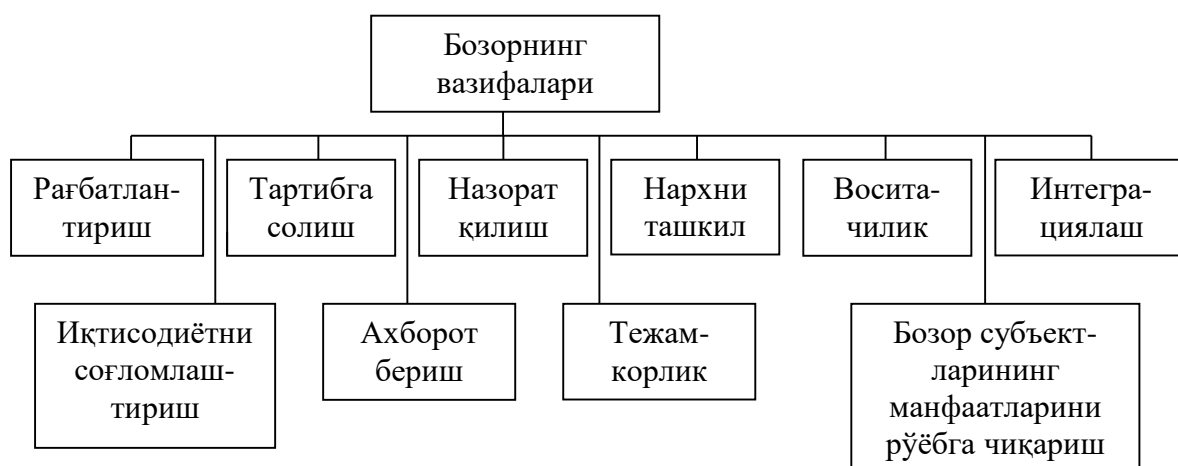 Бозорнинг
вазифалари
Рағбатлан-
тириш
Тартибга
солиш
Назорат
қилиш
Нархни
ташкил
Восита-
чилик
Интегра-
циялаш
Иқтисодиётни
соғломлаш-
тириш
Ахборот
бериш
Тежам-
корлик
Бозор субъект-
ларининг
манфаатларини
рўёбга чиқариш